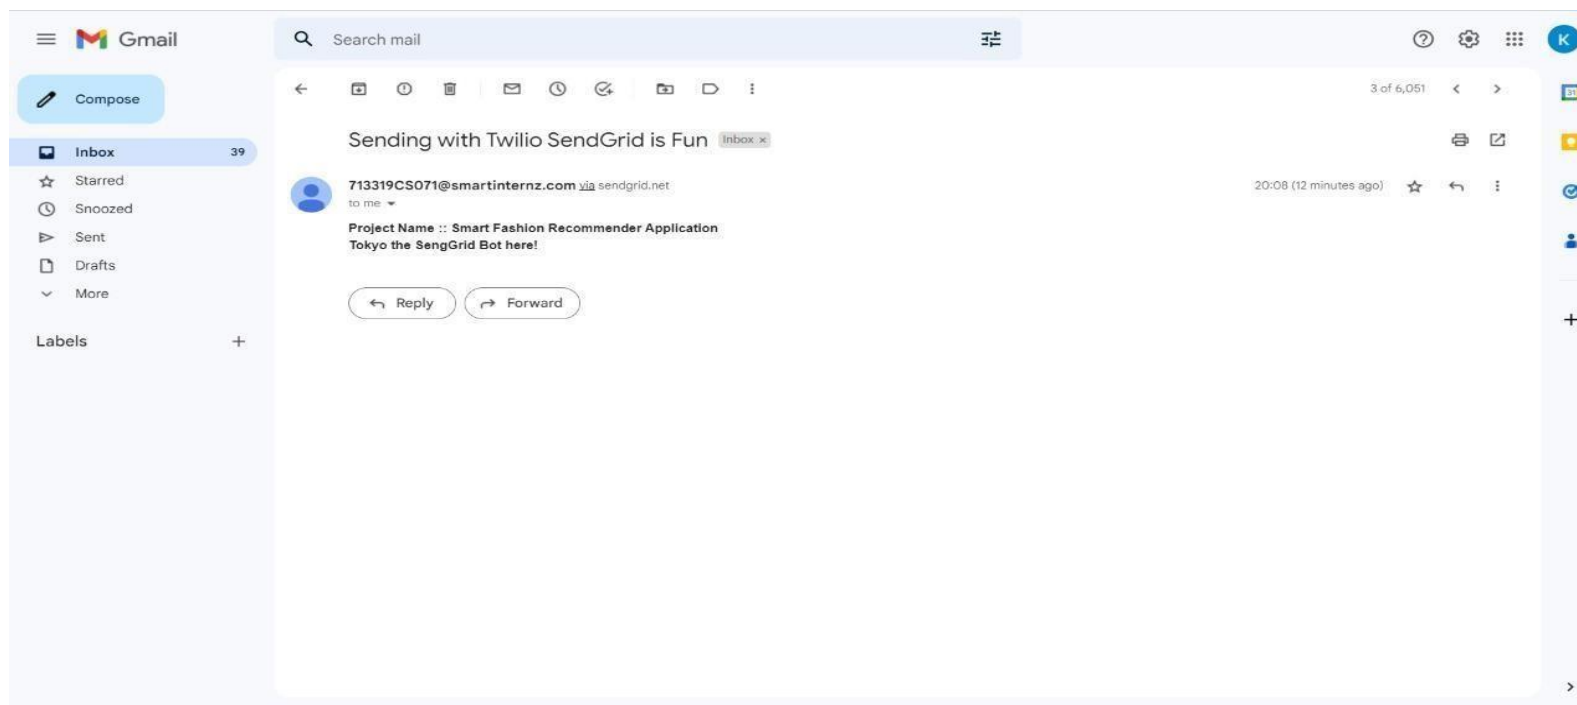 Gmail
Search mail
K
Compose
3 of 6,051
31
Sending with Twilio SendGrid is Fun Inbox ×
Inbox 39
Starred
713319CS071@smartinternz.com via sendgrid.net 20:08 (12 minutes ago)
to me
Snoozed
Project Name :: Smart Fashion Recommender Application
Sent
Tokyo the SengGrid Bot here!
Drafts
More
Reply Forward
Labels